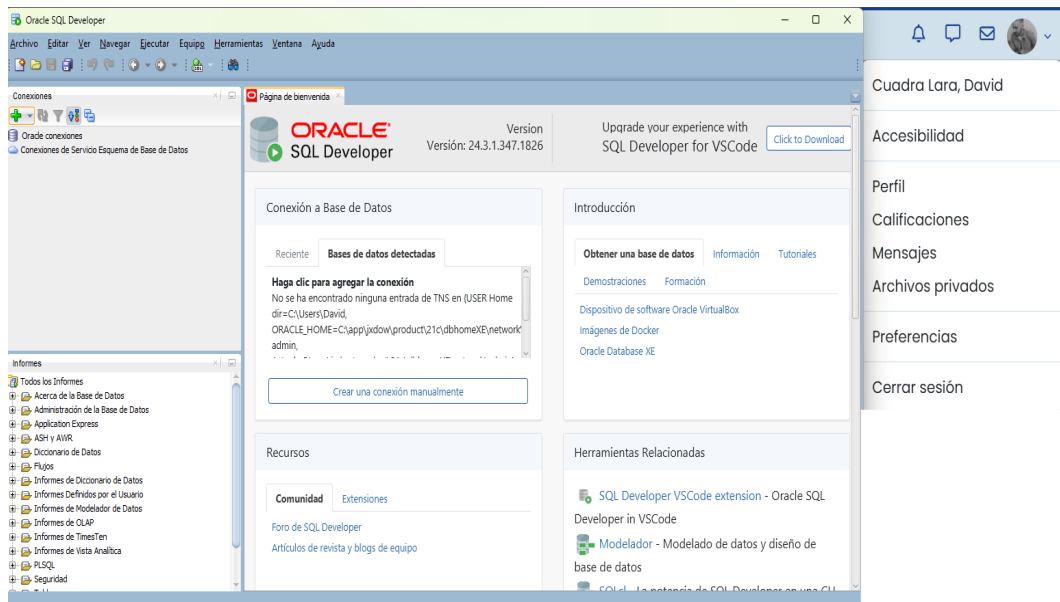 Oracle SQL Developer
Archivo Editar Ver Navegar Ejecutar Equipo Herramientas Ventana Ayuda
Conexiones
Oracle conexiones
Conexiones de Servicio Esquema de Base de Datos
Informes
Todos los Informes
Acerca de la Base de Datos
Administración de la Base de Datos
Application Express
ASH y AWR
Diccionario de Datos
Flujos
Informes de Diccionario de Datos
Informes Definidos por el Usuario
Informes de Modelador de Datos
Informes de OLAP
Informes de TimesTen
Informes de Vista Analítica
PLSQL
Seguridad
Página de bienvenida
ORACLE
SQL Developer
Version
Versión: 24.3.1.347.1826
Upgrade your experience with
SQL Developer for VSCode
Click to Download
Conexión a Base de Datos
Reciente Bases de datos detectadas
Haga clic para agregar la conexión
No se ha encontrado ninguna entrada de TNS en (USER Home
dir=C:\Users\David,
ORACLE_HOME=C:\app\jxdow\product\21c\dbhomeXE\network\
admin,
Crear una conexión manualmente
Introducción
Obtener una base de datos Información Tutoriales
Demostraciones Formación
Dispositivo de software Oracle VirtualBox
Imágenes de Docker
Oracle Database XE
Recursos
Comunidad Extensiones
Foro de SQL Developer
Artículos de revista y blogs de equipo
Herramientas Relacionadas
SQL Developer VSCode extension - Oracle SQL
Developer in VSCode
Modelador - Modelado de datos y diseño de
base de datos
SQLcl - La potencia de SQL Developer en una CLI
Cuadra Lara, David
Accesibilidad
Perfil
Calificaciones
Mensajes
Archivos privados
Preferencias
Cerrar sesión